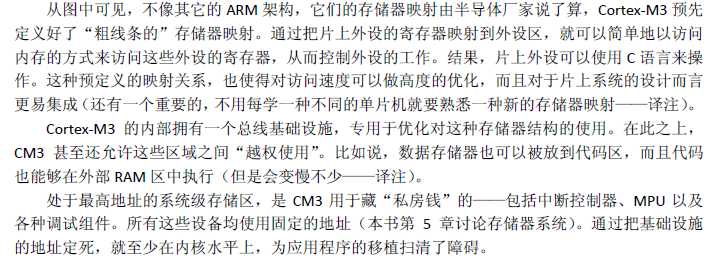 从图中可见，不像其它的 ARM 架构，它们的存储器映射由半导体厂家说了算，Cortex-M3 预先
定义好了“粗线条的”存储器映射。通过把片上外设的寄存器映射到外设区，就可以简单地以访问
内存的方式来访问这些外设的寄存器，从而控制外设的工作。结果，片上外设可以使用 C 语言来操
作。这种预定义的映射关系，也使得对访问速度可以做高度的优化，而且对于片上系统的设计而言
更易集成（还有一个重要的，不用每学一种不同的单片机就要熟悉一种新的存储器映射——译注）。
Cortex-M3 的内部拥有一个总线基础设施，专用于优化对这种存储器结构的使用。在此之上，
CM3 甚至还允许这些区域之间“越权使用”。比如说，数据存储器也可以被放到代码区，而且代码
也能够在外部 RAM 区中执行（但是会变慢不少——译注）。
处于最高地址的系统级存储区，是 CM3 用于藏“私房钱”的——包括中断控制器、MPU 以及
各种调试组件。所有这些设备均使用固定的地址（本书第 5 章讨论存储器系统）。通过把基础设施
的地址定死，就至少在内核水平上，为应用程序的移植扫清了障碍。